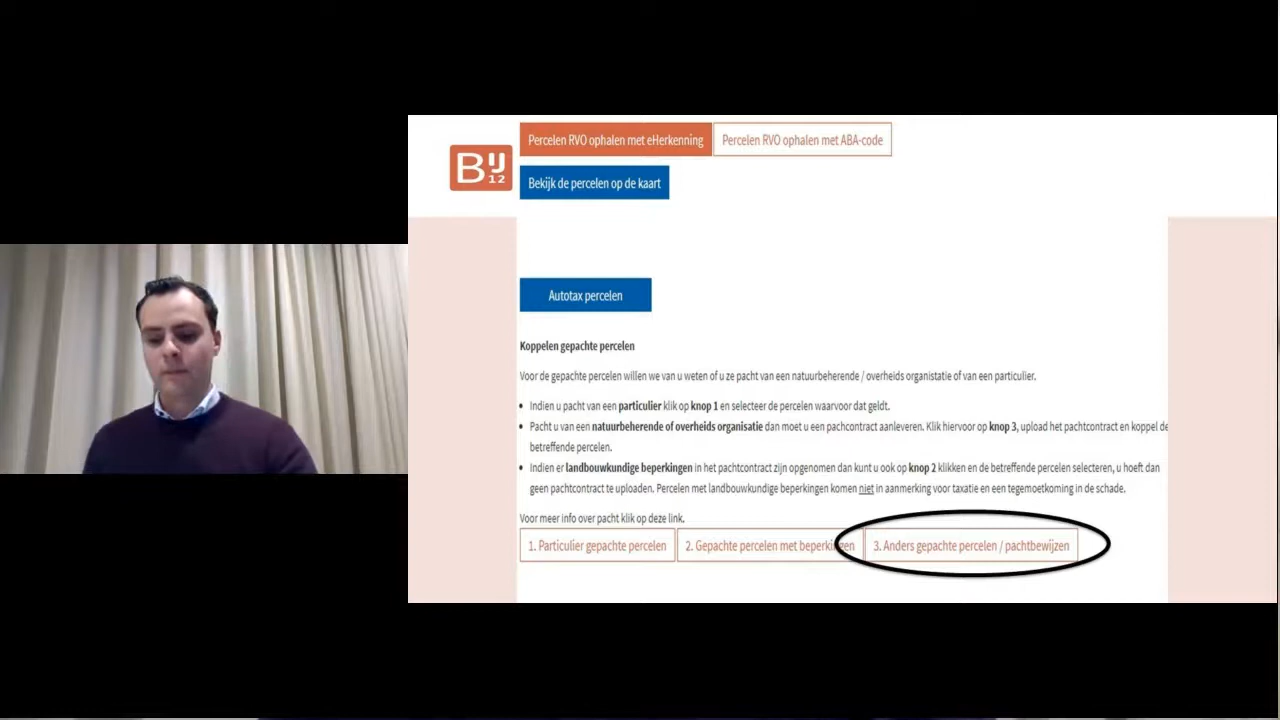 Percelen RVO ophalen met eHerkenning
Percelen RVO ophalen met ABA-code
BIJ
12
Bekijk de percelen op de kaart
Autotax percelen
Koppelen gepachte percelen
Voor de gepachte percelen willen we van u weten of u ze pacht van een natuurbeherende / overheids organistatie of van een particulier.
• Indien u pacht van een particulier klik op knop 1 en selecteer de percelen waarvoor dat geldt.
• Pacht u van een natuurbeherende of overheids organisatie dan moet u een pachcontract aanleveren. Klik hiervoor op knop 3, upload het pachtcontract en koppel de
betreffende percelen.
• Indien er landbouwkundige beperkingen in het pachtcontract zijn opgenomen dan kunt u ook op knop 2 klikken en de betreffende percelen selecteren, u hoeft dan
geen pachtcontract te uploaden. Percelen met landbouwkundige beperkingen komen niet in aanmerking voor taxatie en een tegemoetkoming in de schade.
Voor meer info over pacht klik op deze link.
1. Particulier gepachte percelen
2. Gepachte percelen met beperkingen
3. Anders gepachte percelen / pachtbewijzen